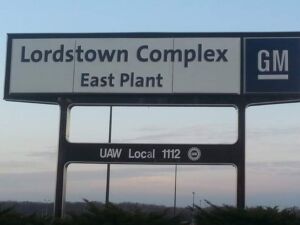 Lordstown Complex
East Plant
GM
UAW Local 1112